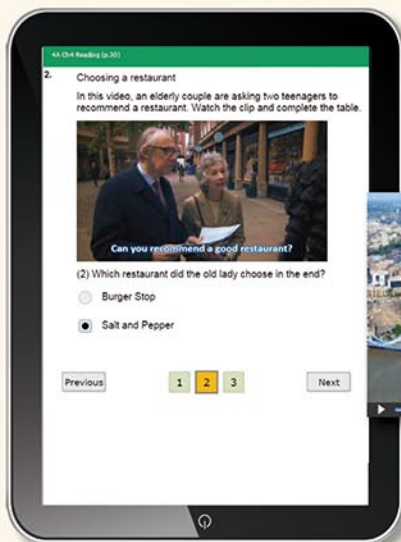 4A Ch4 Reading (p.30)
2. Choosing a restaurant
In this video, an elderly couple are asking two teenagers to
recommend a restaurant. Watch the clip and complete the table.
Can you recommend a good restaurant?
(2) Which restaurant did the old lady choose in the end?
Burger Stop
Salt and Pepper
Previous 1 2 3 Next